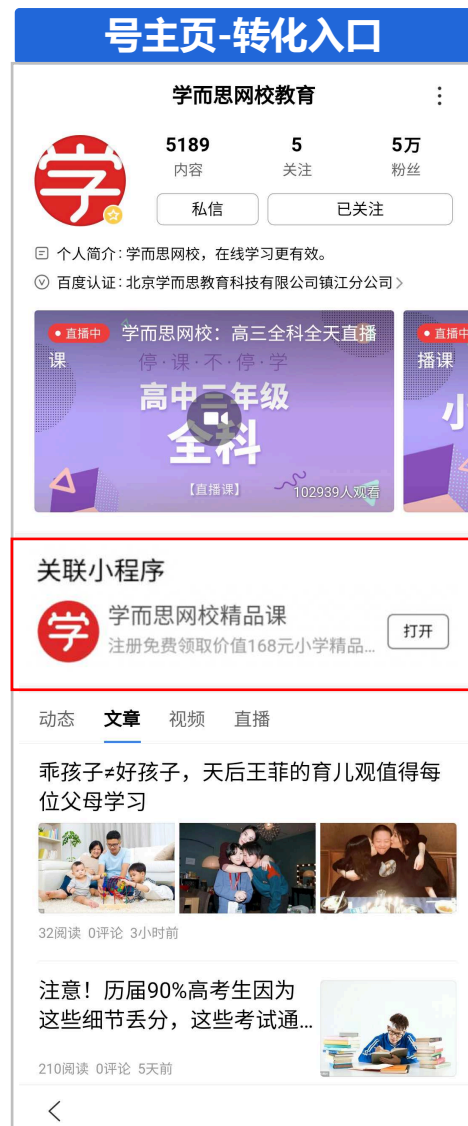 号主页-转化入口
学而思网校教育
5189 5 5万
内容 关注 粉丝
学
私信 已关注
个人简介:学而思网校，在线学习更有效。
百度认证:北京学而思教育科技有限公司镇江分公司
直播中 学而思网校：高三全科全天直播
课
停·课·不·停·学
高中三年级
全科
【直播课】
102939人观看
直播中
播课
小
关联小程序
学
学而思网校精品课
注册免费领取价值168元小学精品...
打开
动态 文章 视频 直播
乖孩子≠好孩子，天后王菲的育儿观值得每
位父母学习
32阅读 0评论 3小时前
注意！历届90%高考生因为
这些细节丢分，这些考试通...
210阅读 0评论 5天前